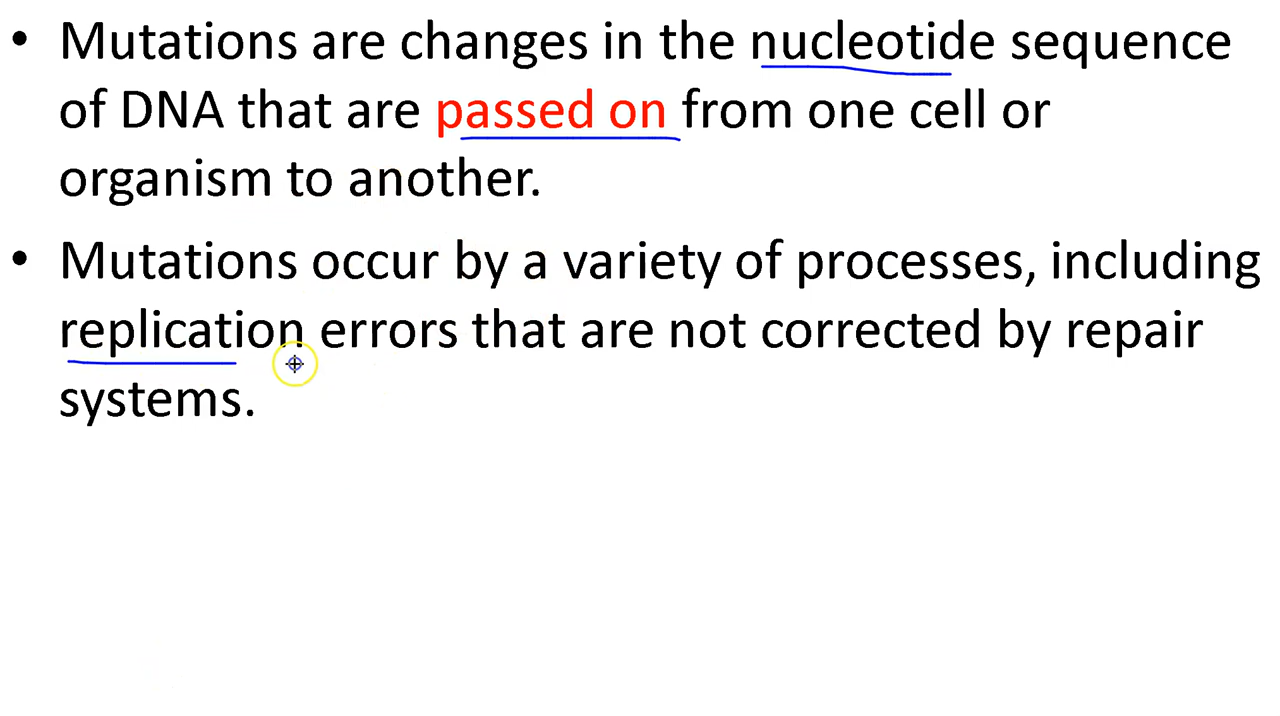 • Mutations are changes in the nucleotide sequence
of DNA that are passed on from one cell or
organism to another.
• Mutations occur by a variety of processes, including
replication errors that are not corrected by repair
systems.